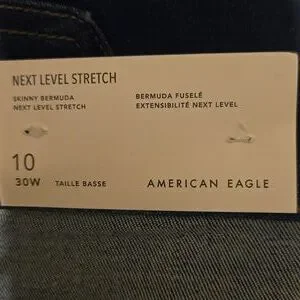 NEXT LEVEL STRETCH
SKINNY BERMUDA
NEXT LEVEL STRETCH
BERMUDA FUSELÉ
EXTENSIBILITÉ NEXT LEVEL
10
30W
TAILLE BASSE
AMERICAN EAGLE